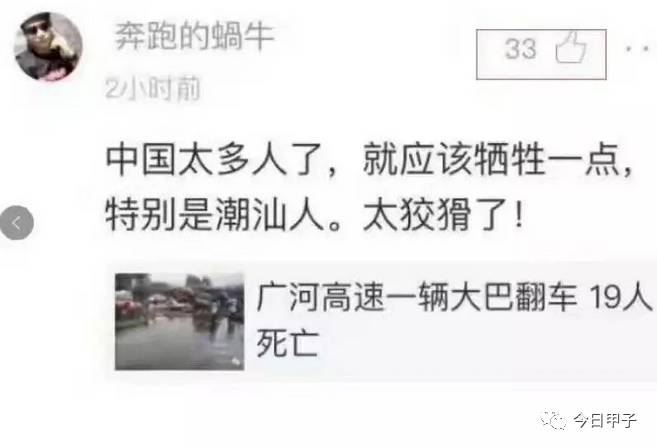 奔跑的蝸牛
33
2小时前
中国太多人了，就应该牺牲一点，
特别是潮汕人。太狡猾了！
广河高速一辆大巴翻车 19人
死亡
今日甲子